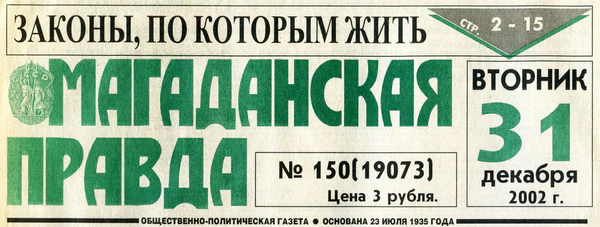 ЗАКОНЫ, ПО КОТОРЫМ ЖИТЬ
СТР. 2 - 15
СССР
МАГАДАНСКАЯ
ПРАВДА
№ 150(19073)
Цена 3 рубля.
ВТОРНИК
31
декабря
2002 г.
ОБЩЕСТВЕННО-ПОЛИТИЧЕСКАЯ ГАЗЕТА ● ОСНОВАНА 23 ИЮЛЯ 1935 ГОДА